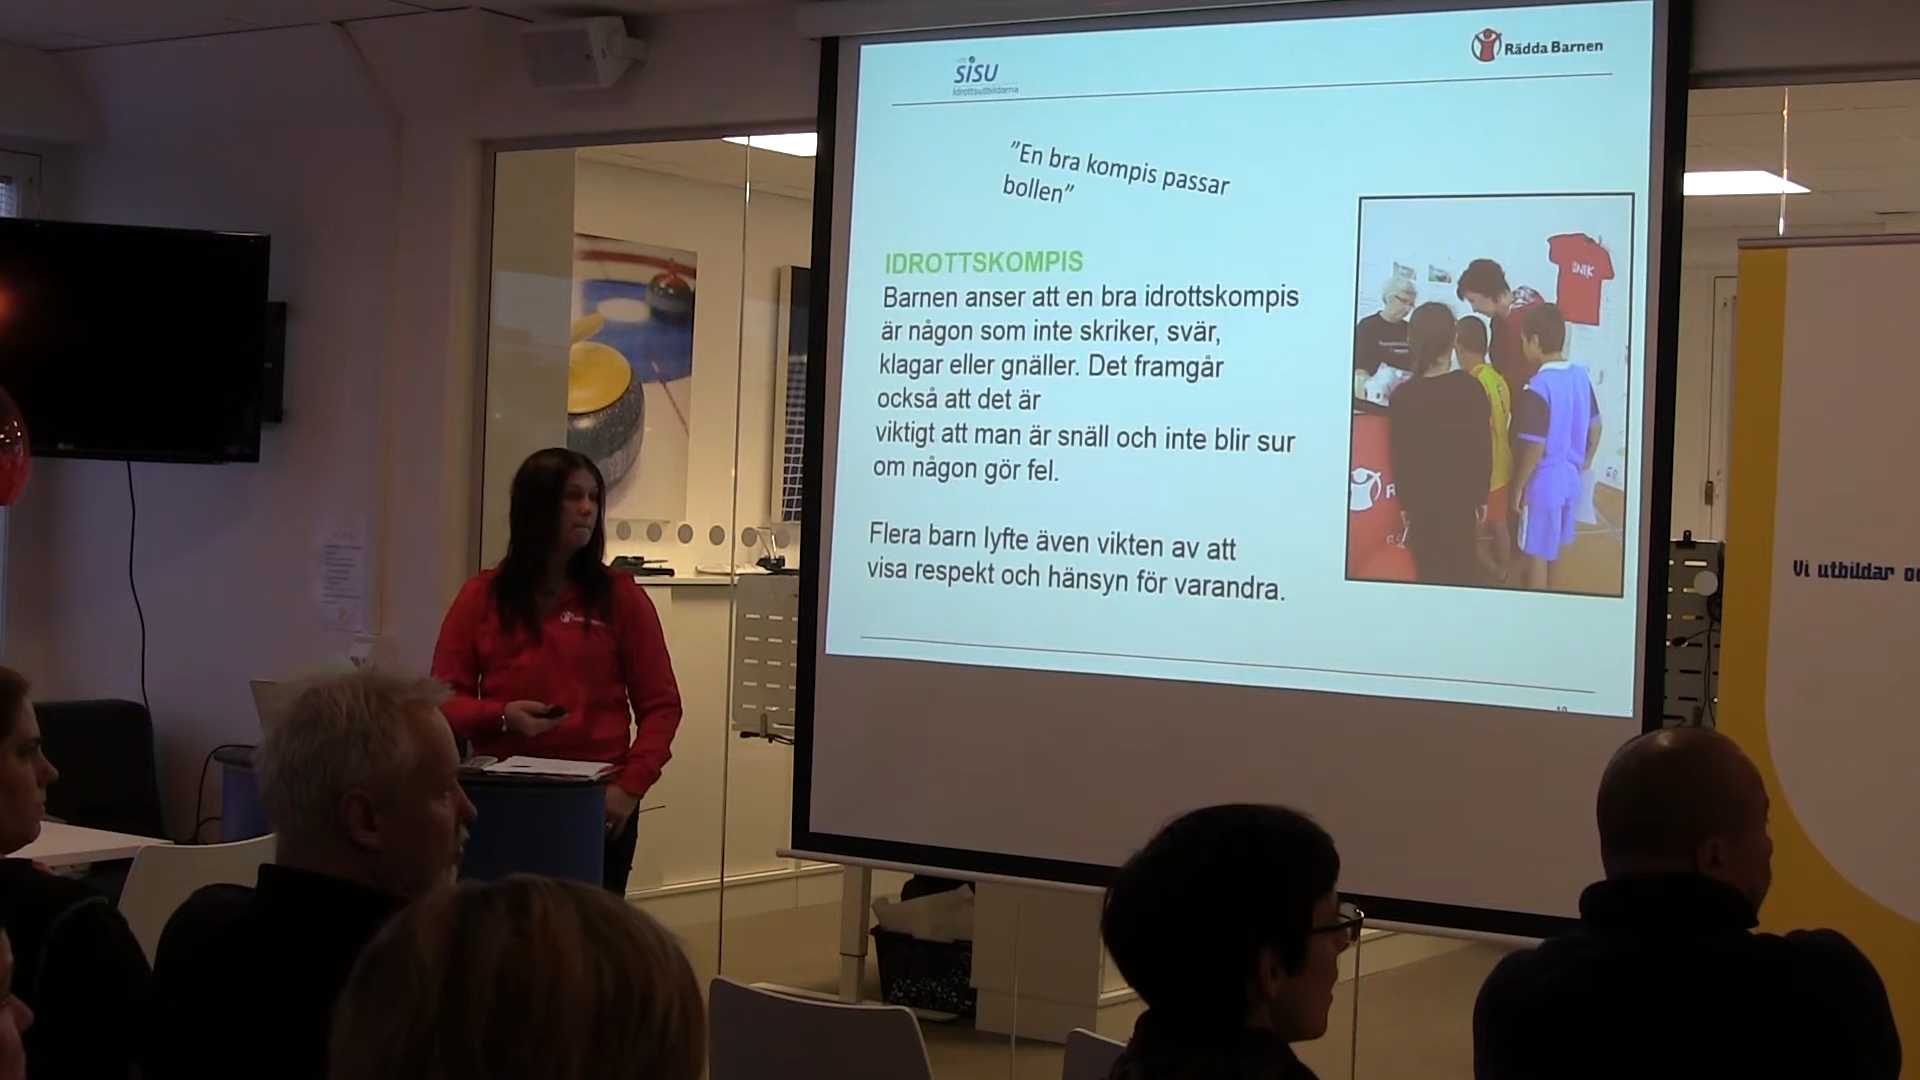 SISU
Idrottsutbildarna
Rädda Barnen
”En bra kompis passar
bollen”
IDROTTSKOMPIS
Barnen anser att en bra idrottskompis
är någon som inte skriker, svär,
klagar eller gnäller. Det framgår
också att det är
viktigt att man är snäll och inte blir sur
om någon gör fel.
Flera barn lyfte även vikten av att
visa respekt och hänsyn för varandra.
UNIK
Vi utbildar